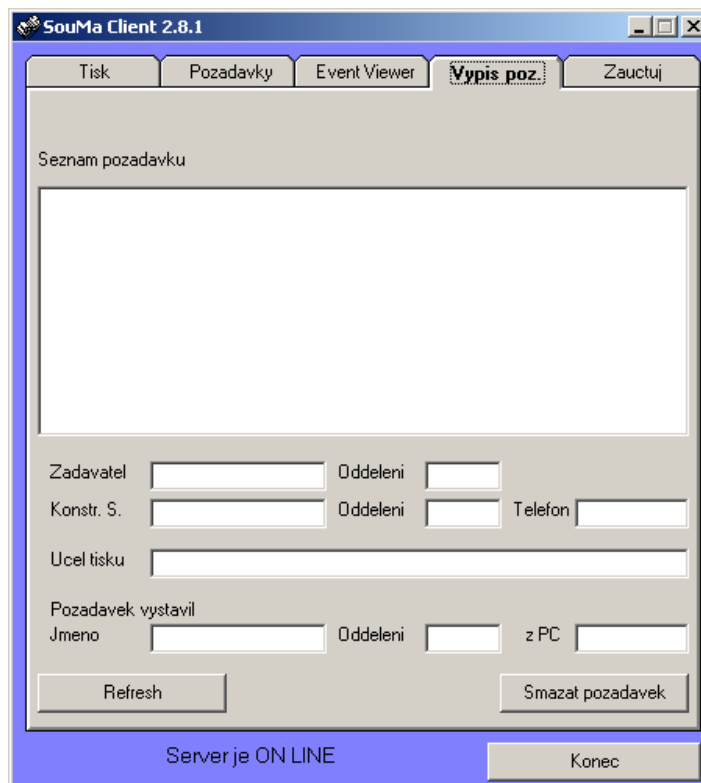 SouMa Client 2.8.1
Tisk Pozadavky Event Viewer Vypis poz. Zauctuj
Seznam pozadavku
Zadavatel Oddeleni
Konstr. S. Oddeleni Telefon
Ucel tisku
Pozadavek vystavil
Jmeno Oddeleni z PC
Refresh Smazat pozadavek
Server je ON LINE Konec